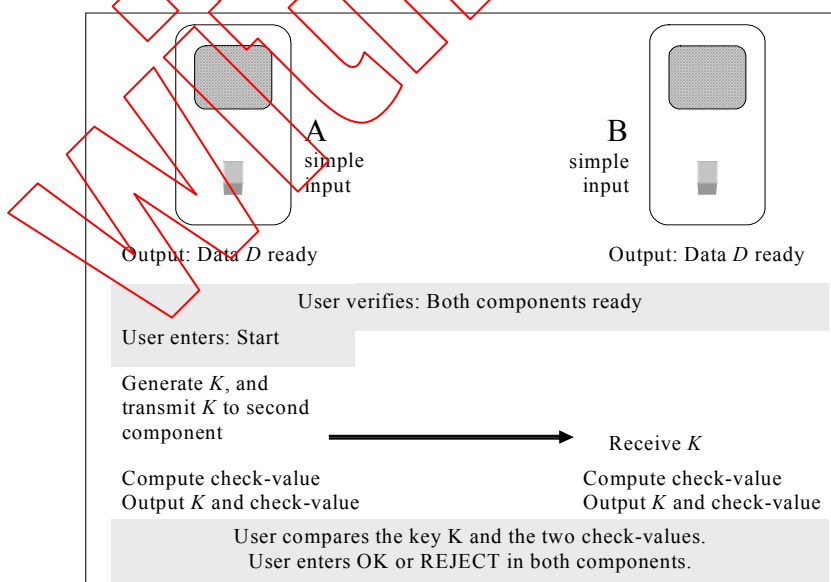 A
simple
input
B
simple
input
Output: Data D ready
Output: Data D ready
User verifies: Both components ready
User enters: Start
Generate K, and
transmit K to second
component
Receive K
Compute check-value
Output K and check-value
Compute check-value
Output K and check-value
User compares the key K and the two check-values.
User enters OK or REJECT in both components.